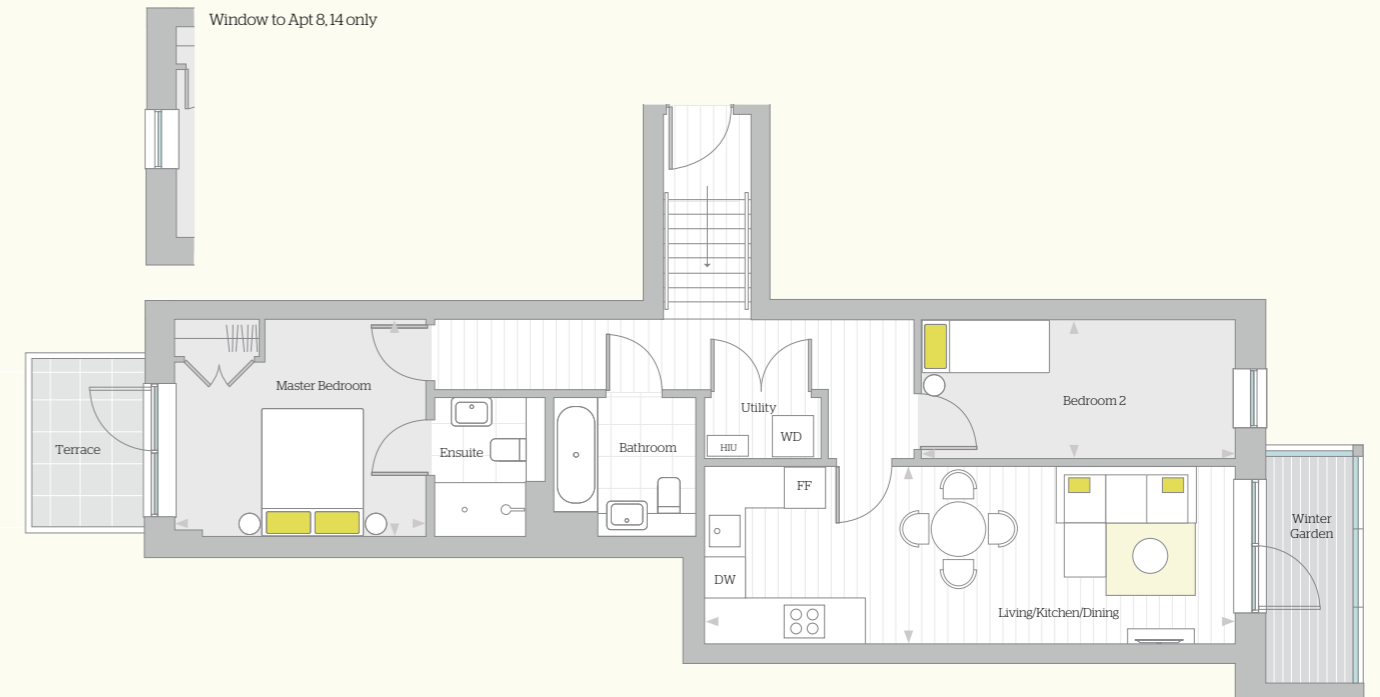 Window to Apt 8, 14 only
Master Bedroom
Terrace
Ensuite
Bathroom
Utility
HIU
WD
Bedroom 2
FF
DW
Living/Kitchen/Dining
Winter
Garden